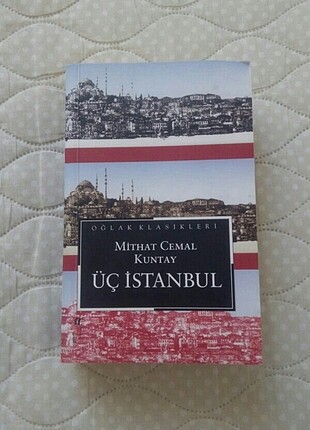 OĞLAK KLASİKLERİ
MİTHAT CEMAL
KUNTAY
ÜÇ İSTANBUL